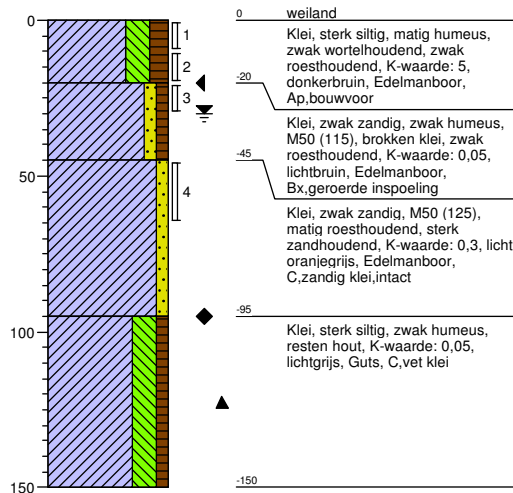 0
50
100
150
1
2
3
4
0
weiland
Klei, sterk siltig, matig humeus,
zwak wortelhoudend, zwak
roesthoudend, K-waarde: 5,
donkerbruin, Edelmanboor,
Ap,bouwvoor
-20
Klei, zwak zandig, zwak humeus,
M50 (115), brokken klei, zwak
roesthoudend, K-waarde: 0,05,
lichtbruin, Edelmanboor,
Bx,geroerde inspoeling
-45
Klei, zwak zandig, M50 (125),
matig roesthoudend, sterk
zandhoudend, K-waarde: 0,3, licht
oranjegrijs, Edelmanboor,
C,zandig klei,intact
-95
Klei, sterk siltig, zwak humeus,
resten hout, K-waarde: 0,05,
lichtgrijs, Guts, C,vet klei
-150